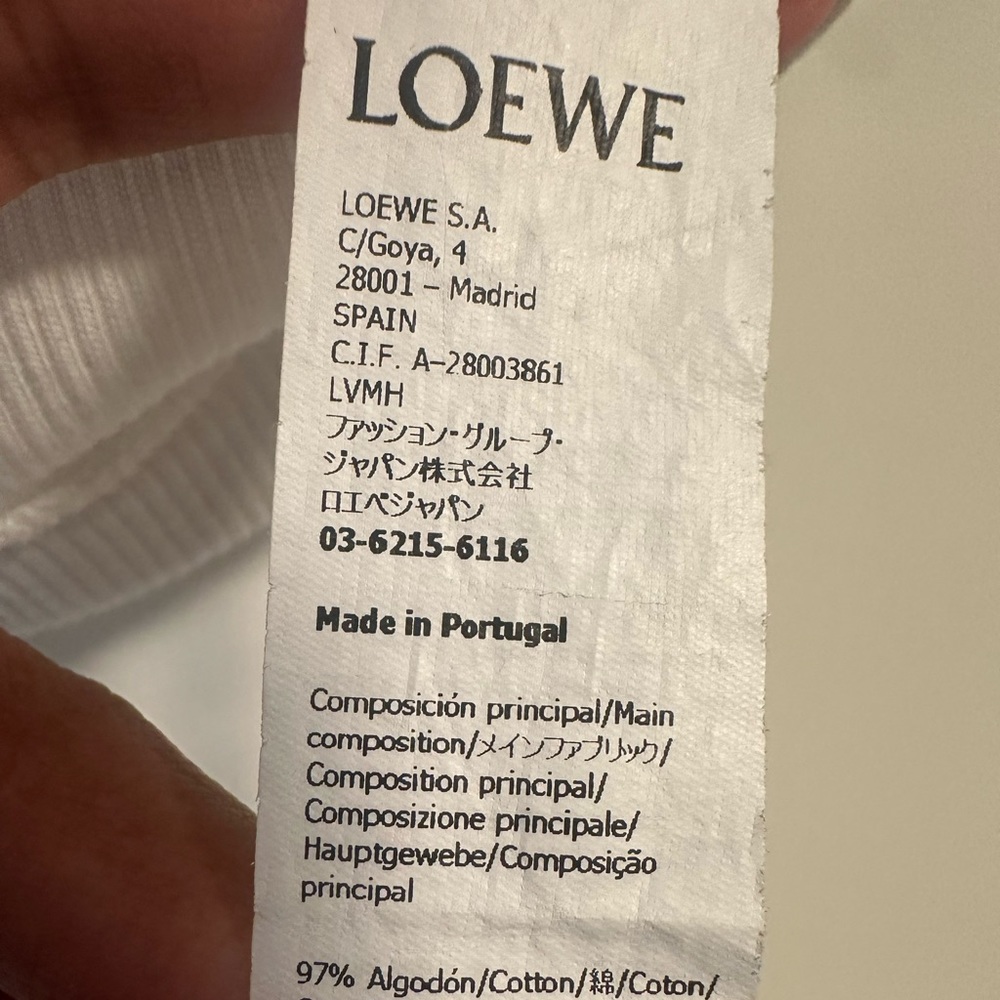 LOEWE
LOEWE S.A.
C/Goya, 4
28001 – Madrid
SPAIN
C.I.F. A–28003861
LVMH
ファッション・グループ・
ジャパン株式会社
ロエベジャパン
03-6215-6116
Made in Portugal
Composición principal/Main
composition/メインファブリック/
Composition principal/
Composizione principale/
Hauptgewebe/Composição
principal
97% Algodón/Cotton/綿/Coton/